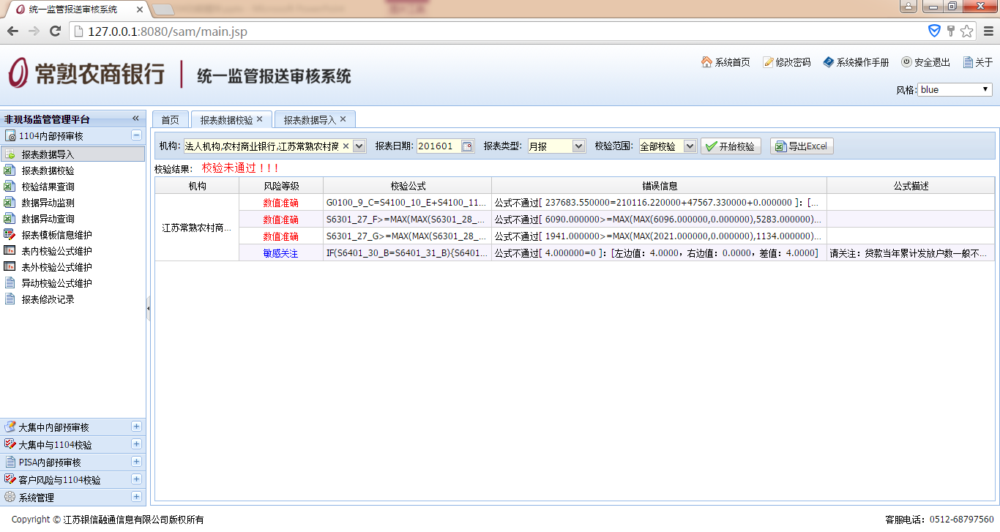 统一监管报送审核系统
127.0.0.1:8080/sam/main.jsp
常熟农商银行 统一监管报送审核系统
系统首页 修改密码 系统操作手册 安全退出 关于
风格: blue
非现场监管管理平台
1104内部预审核
报表数据导入
报表数据校验
校验结果查询
数据异动监测
数据异动查询
报表模板信息维护
表内校验公式维护
表外校验公式维护
异动校验公式维护
报表修改记录
大集中内部预审核
大集中与1104校验
PISA内部预审核
客户风险与1104校验
系统管理
首页 报表数据校验 报表数据导入
机构: 法人机构,农村商业银行,江苏常熟农村商 报表日期: 201601 报表类型: 月报 校验范围: 全部校验 开始校验 导出Excel
校验结果: 校验未通过！！！
机构 风险等级 校验公式 错误信息 公式描述
江苏常熟农村商...
数值准确 G0100_9_C=S4100_10_E+S4100_11... 公式不通过[ 237683.550000=210116.220000+47567.330000+0.000000 ]：[...
数值准确 S6301_27_F>=MAX(MAX(S6301_28_... 公式不通过[ 6090.000000>=MAX(MAX(6096.000000,0.000000),5283.000000)...
数值准确 S6301_27_G>=MAX(MAX(S6301_28_... 公式不通过[ 1941.000000>=MAX(MAX(2021.000000,0.000000),1134.000000)...
敏感关注 IF(S6401_30_B=S6401_31_B){S6401... 公式不通过[ 4.000000=0 ]：[左边值：4.0000，右边值：0.0000，差值：4.0000] 请关注：贷款当年累计发放户数一般不...
Copyright © 江苏银信融通信息有限公司版权所有
客服电话：0512-68797560